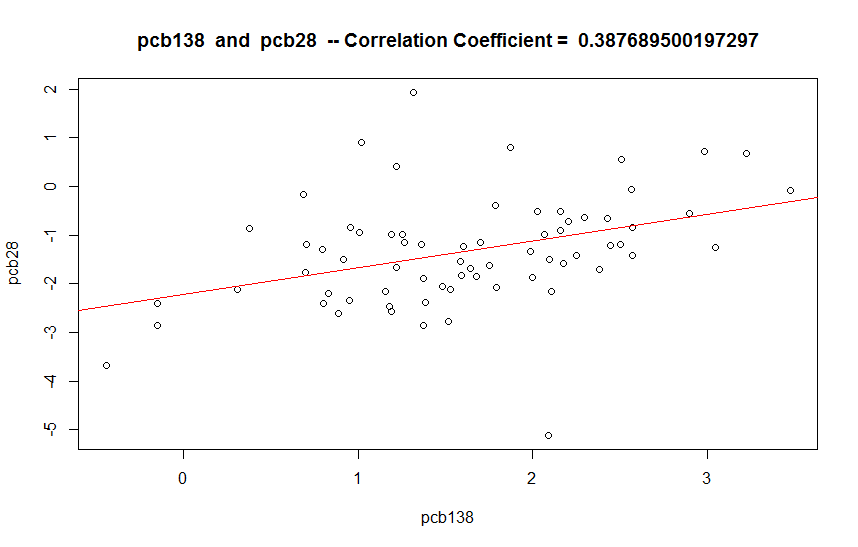 pcb138 and pcb28 -- Correlation Coefficient = 0.387689500197297
2
1
0
-1
-2
-3
-4
-5
pcb28
0 1 2 3
pcb138